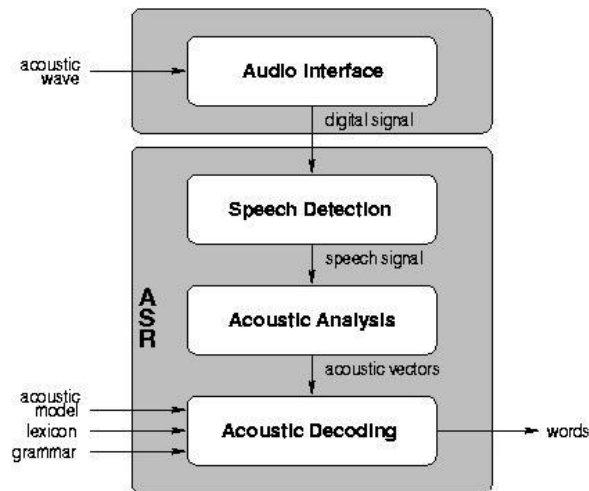 acoustic
wave
Audio Interface
digital signal
Speech Detection
speech signal
ASR
Acoustic Analysis
acoustic vectors
acoustic
model
lexicon
grammar
Acoustic Decoding
words